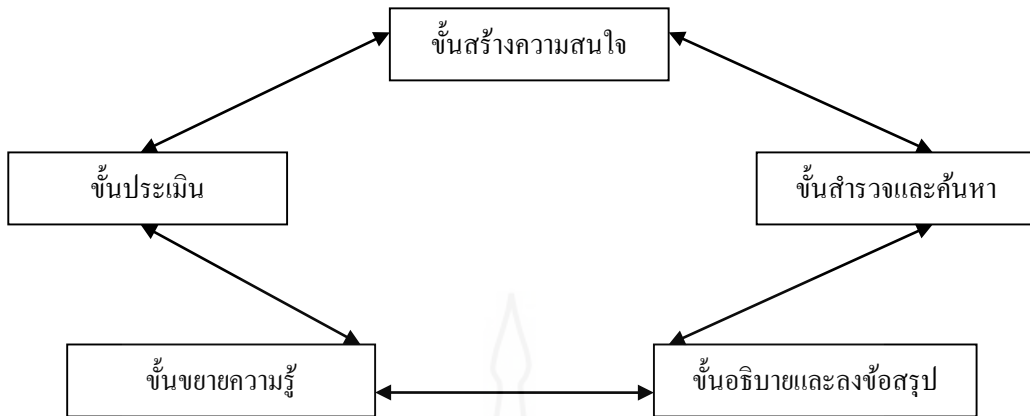 ขั้นสร้างความสนใจ
ขั้นประเมิน
ขั้นสำรวจและค้นหา
ขั้นขยายความรู้
ขั้นอธิบายและลงข้อสรุป